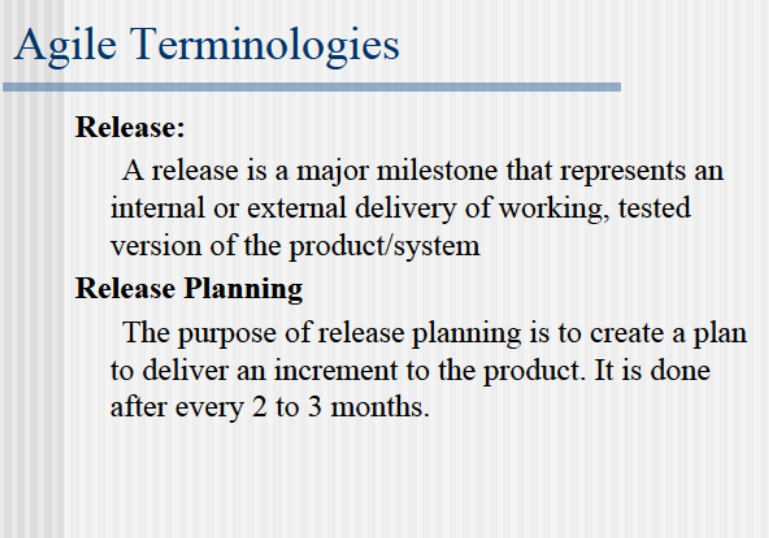 Agile Terminologies
Release:
A release is a major milestone that represents an
internal or external delivery of working, tested
version of the product/system
Release Planning
The purpose of release planning is to create a plan
to deliver an increment to the product. It is done
after every 2 to 3 months.